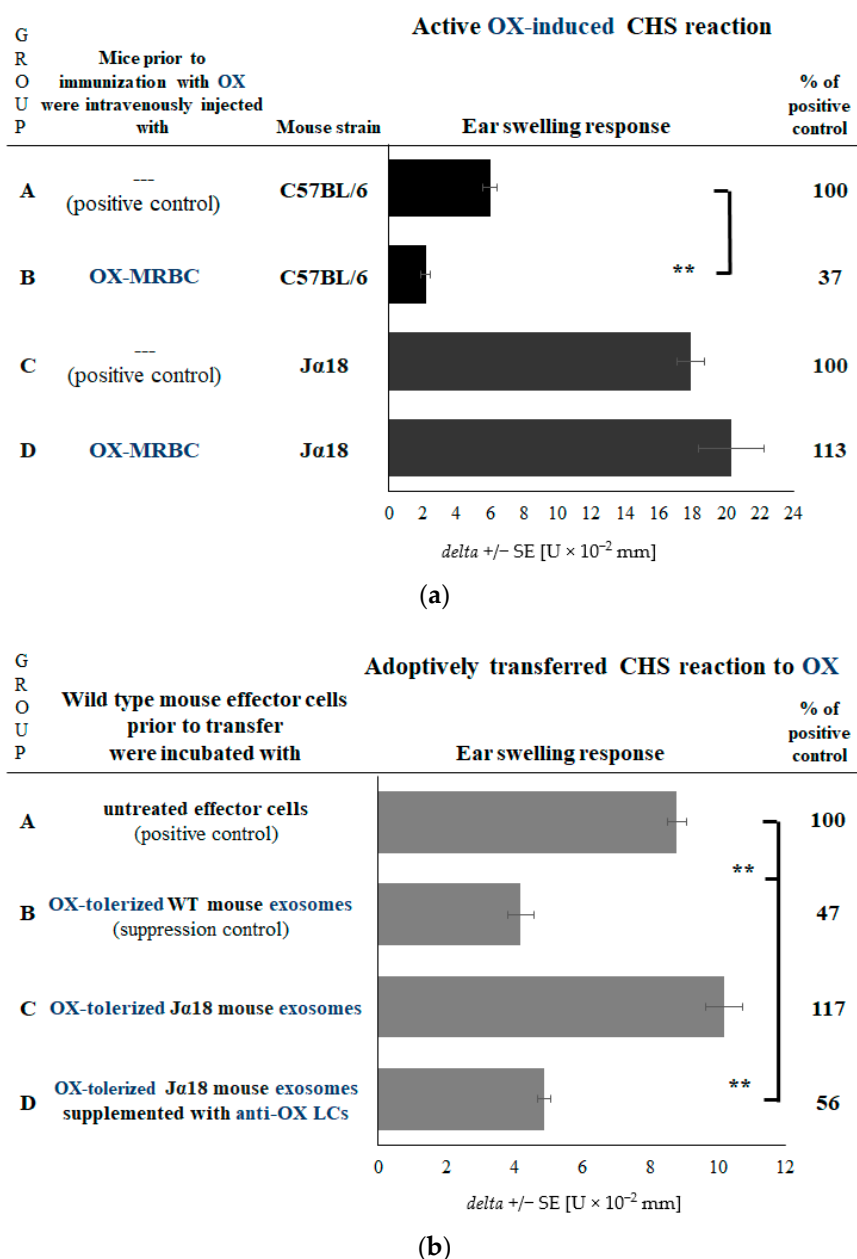 G
R
O
U
P
Mice prior to
immunization with OX
were intravenously injected
with
Mouse strain
Active OX-induced CHS reaction
Ear swelling response
% of
positive
control
A
---
(positive control)
C57BL/6
100
B
OX-MRBC
C57BL/6
**
37
C
---
(positive control)
Jα18
100
D
OX-MRBC
Jα18
113
0 2 4 6 8 10 12 14 16 18 20 22 24
delta +/− SE [U × 10⁻² mm]
(a)
G
R
O
U
P
Wild type mouse effector cells
prior to transfer
were incubated with
Adoptively transferred CHS reaction to OX
Ear swelling response
% of
positive
control
A
untreated effector cells
(positive control)
100
**
B
OX-tolerized WT mouse exosomes
(suppression control)
47
C
OX-tolerized Jα18 mouse exosomes
117
D
OX-tolerized Jα18 mouse exosomes
supplemented with anti-OX LCs
**
56
0 2 4 6 8 10 12
delta +/− SE [U × 10⁻² mm]
(b)